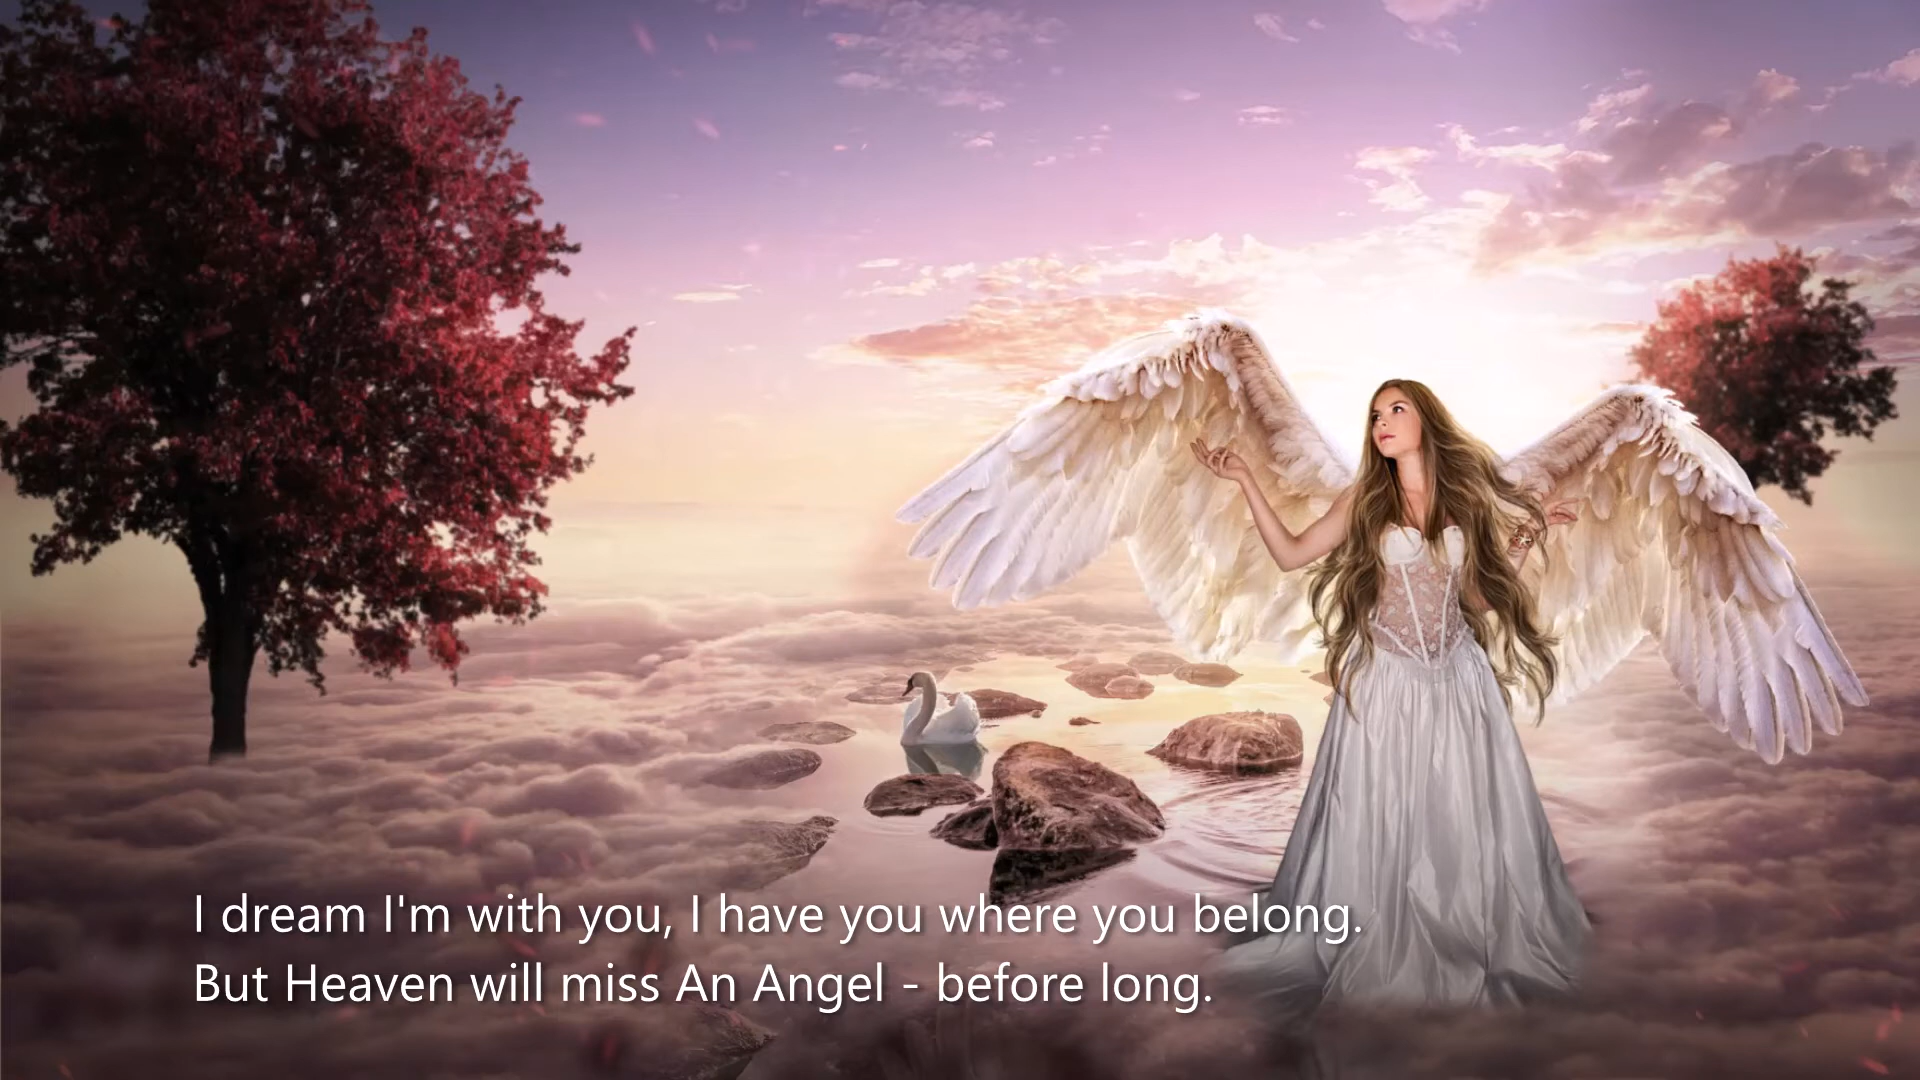 I dream I'm with you, I have you where you belong.
But Heaven will miss An Angel - before long.